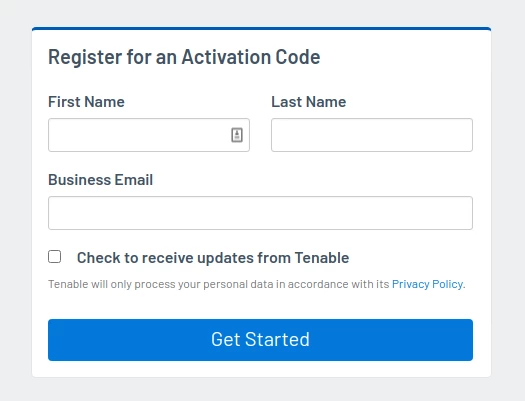 Register for an Activation Code
First Name
Last Name
Business Email
Check to receive updates from Tenable
Tenable will only process your personal data in accordance with its Privacy Policy.
Get Started